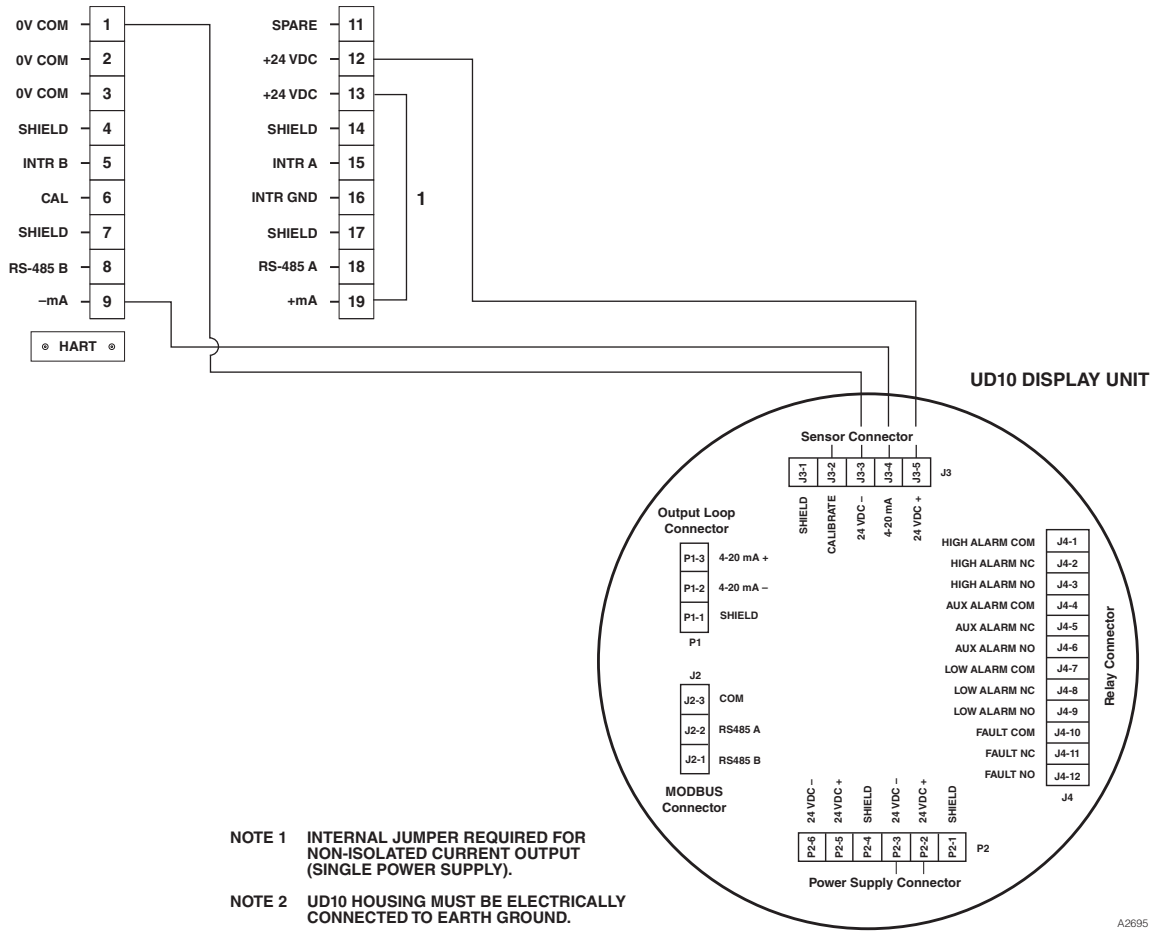 0V COM 1
0V COM 2
0V COM 3
SHIELD 4
INTR B 5
CAL 6
SHIELD 7
RS-485 B 8
–mA 9
HART
SPARE 11
+24 VDC 12
+24 VDC 13
SHIELD 14
INTR A 15
INTR GND 16
SHIELD 17
RS-485 A 18
+mA 19
1
UD10 DISPLAY UNIT
Sensor Connector
J3-1 J3-2 J3-3 J3-4 J3-5 J3
SHIELD
CALIBRATE
24 VDC –
4-20 mA
24 VDC +
Output Loop
Connector
P1-3 4-20 mA +
P1-2 4-20 mA –
P1-1 SHIELD
P1
J2
J2-3 COM
J2-2 RS485 A
J2-1 RS485 B
MODBUS
Connector
HIGH ALARM COM J4-1
HIGH ALARM NC J4-2
HIGH ALARM NO J4-3
AUX ALARM COM J4-4
AUX ALARM NC J4-5
AUX ALARM NO J4-6
LOW ALARM COM J4-7
LOW ALARM NC J4-8
LOW ALARM NO J4-9
FAULT COM J4-10
FAULT NC J4-11
FAULT NO J4-12
J4
Relay Connector
24 VDC –
24 VDC +
SHIELD
24 VDC –
24 VDC +
SHIELD
P2-6 P2-5 P2-4 P2-3 P2-2 P2-1 P2
Power Supply Connector
NOTE 1 INTERNAL JUMPER REQUIRED FOR
NON-ISOLATED CURRENT OUTPUT
(SINGLE POWER SUPPLY).
NOTE 2 UD10 HOUSING MUST BE ELECTRICALLY
CONNECTED TO EARTH GROUND.
A2695